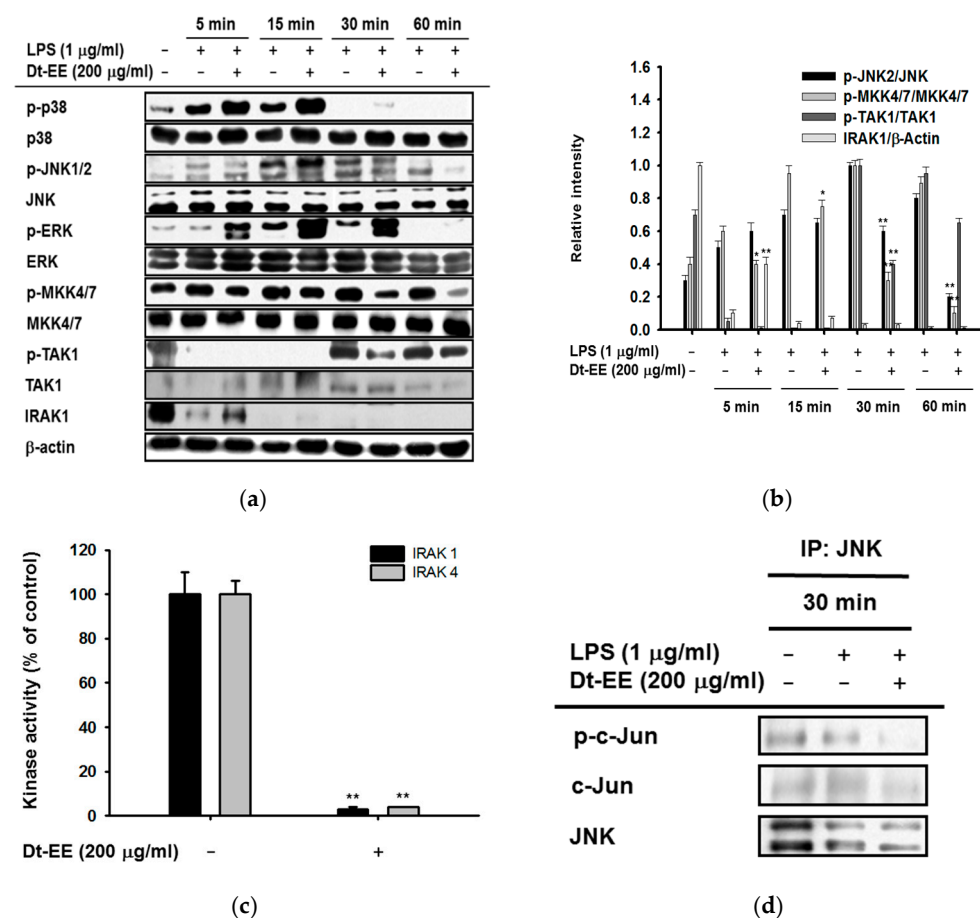 5 min 15 min 30 min 60 min
LPS (1 μg/ml) − + + + + + + + +
Dt-EE (200 μg/ml) − − + − + − + − +
p-p38
p38
p-JNK1/2
JNK
p-ERK
ERK
p-MKK4/7
MKK4/7
p-TAK1
TAK1
IRAK1
β-actin
(a)
p-JNK2/JNK
p-MKK4/7/MKK4/7
p-TAK1/TAK1
IRAK1/β-Actin
Relative intensity
1.6
1.4
1.2
1.0
0.8
0.6
0.4
0.2
0.0
* ** * ** ** ** ** **
LPS (1 μg/ml) − + + + + + + + +
Dt-EE (200 μg/ml) − − + − + − + − +
5 min 15 min 30 min 60 min
(b)
IRAK 1
IRAK 4
Kinase activity (% of control)
120
100
80
60
40
20
0
** **
Dt-EE (200 μg/ml) − +
(c)
IP: JNK
30 min
LPS (1 μg/ml) − + +
Dt-EE (200 μg/ml) − − +
p-c-Jun
c-Jun
JNK
(d)